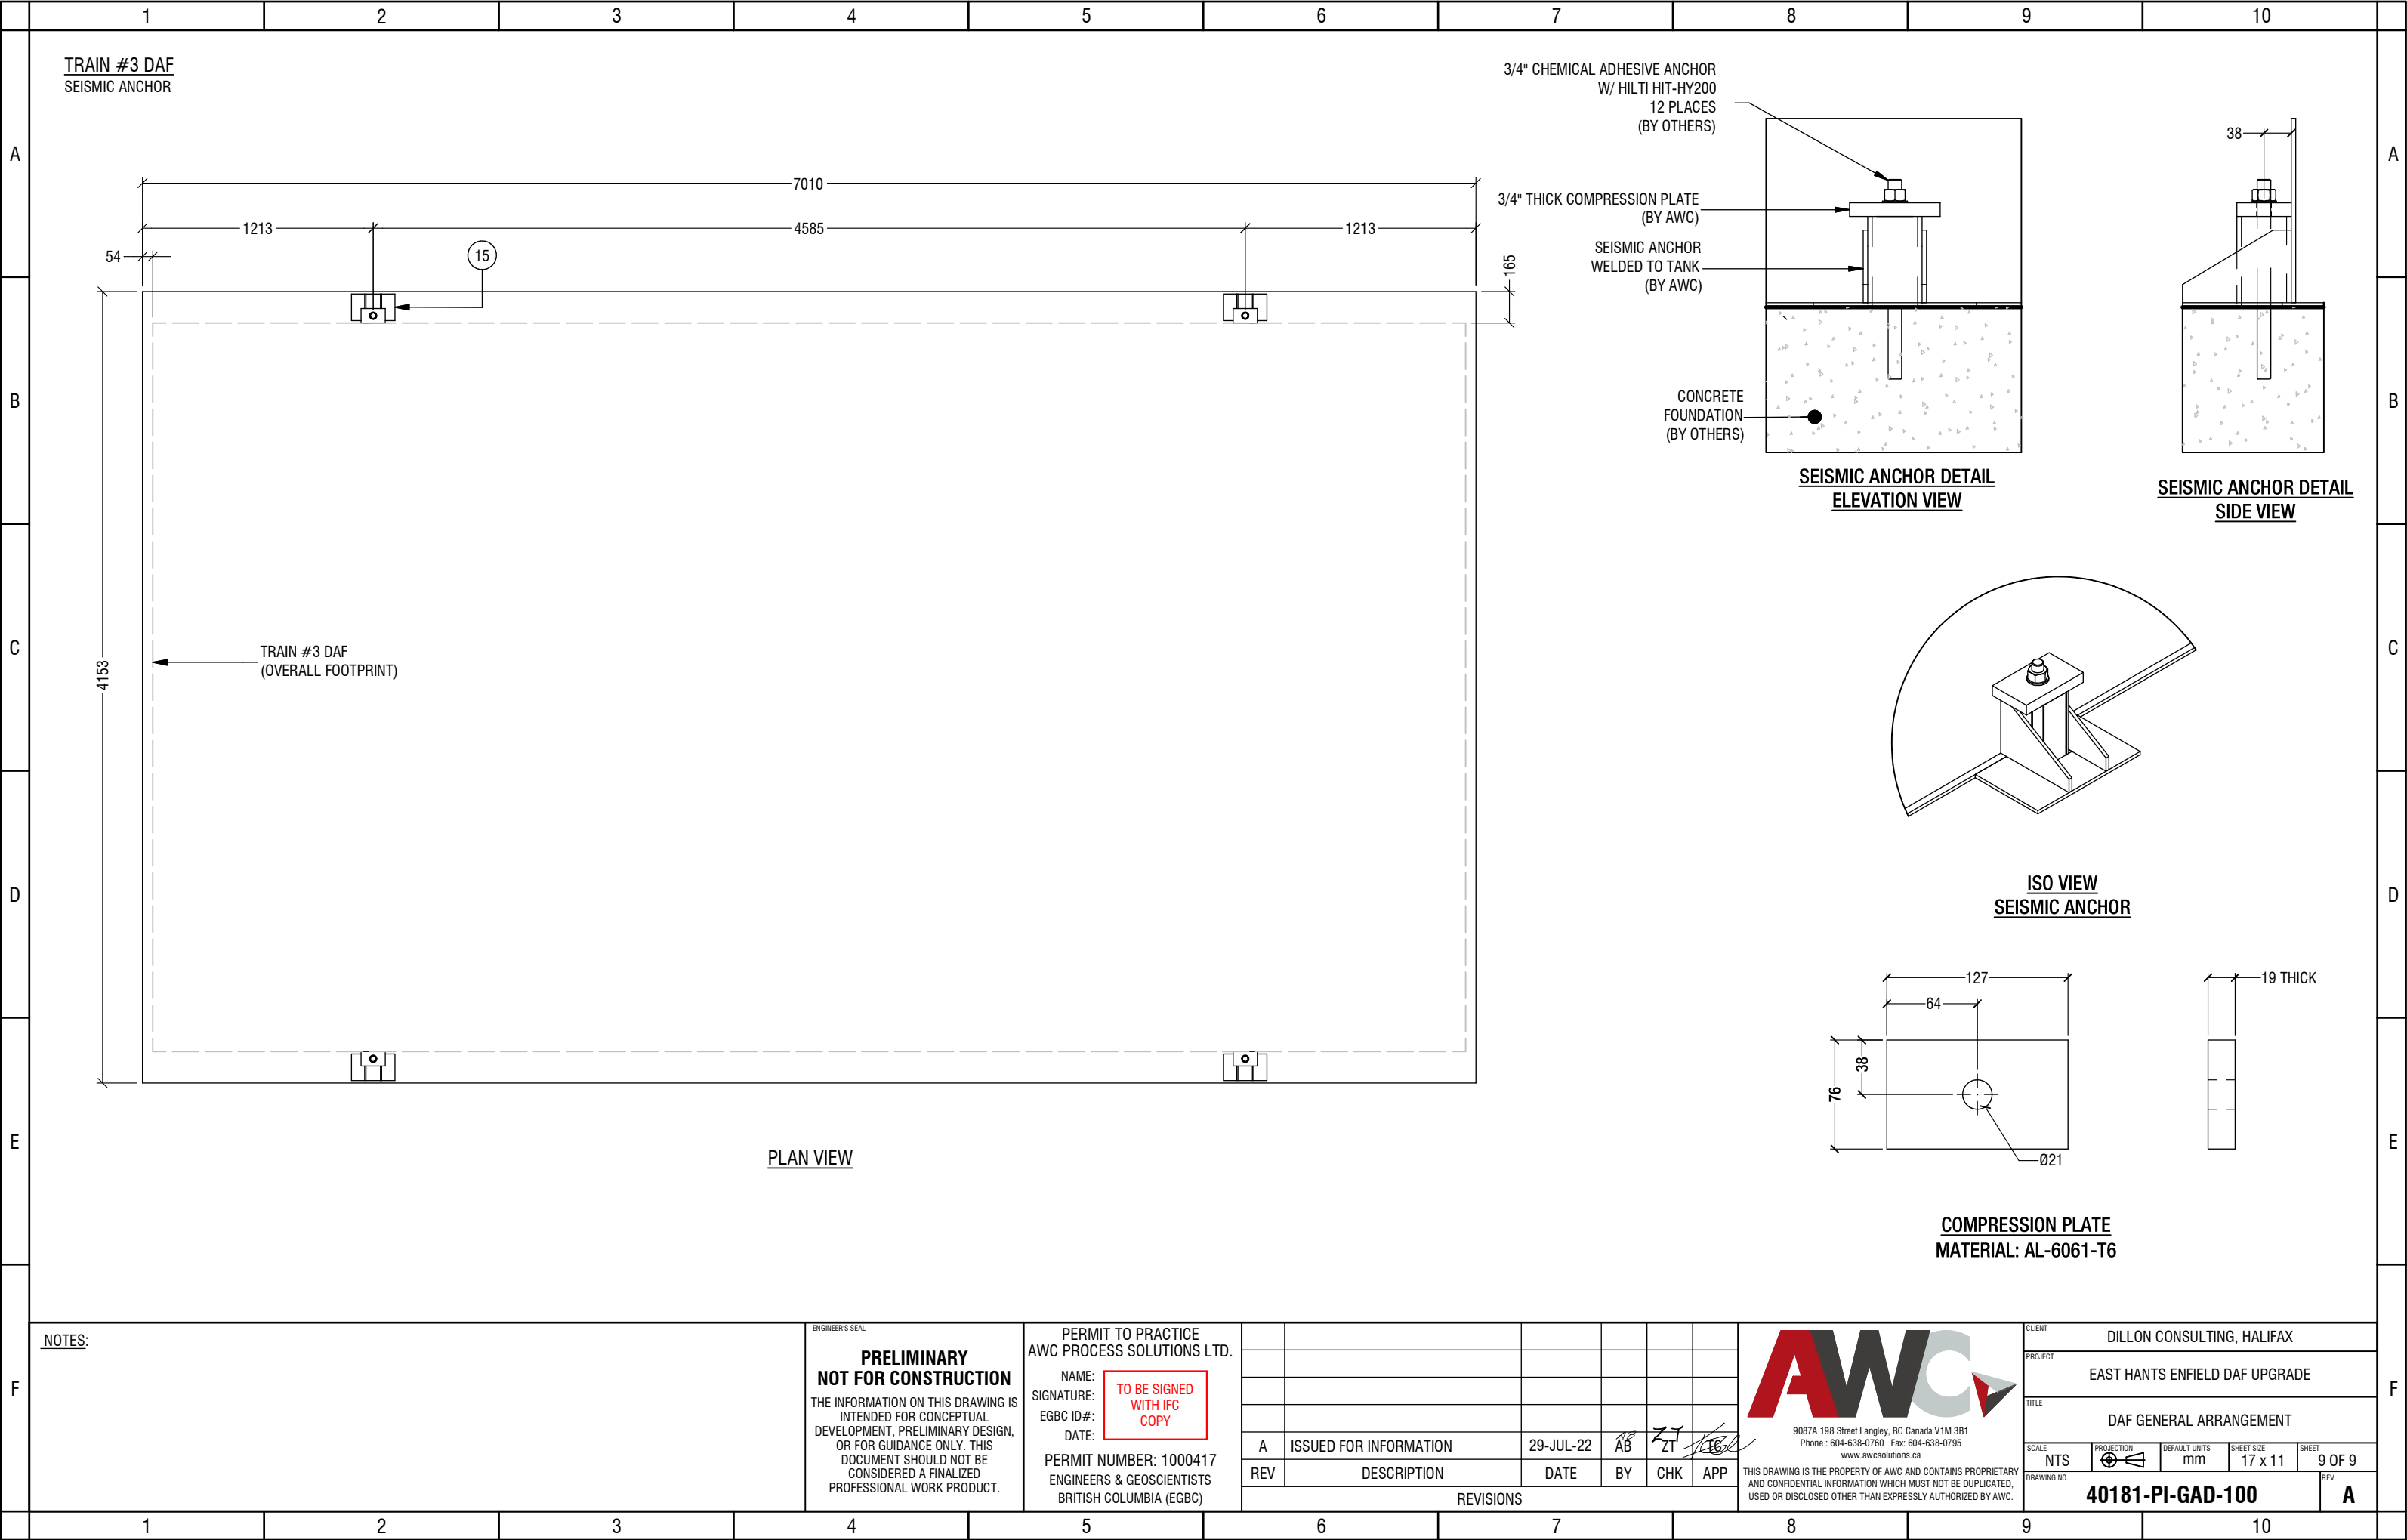 1 2 3 4 5 6 7 8 9 10
A
B
C
D
E
F
A
B
C
D
E
F
TRAIN #3 DAF
SEISMIC ANCHOR
7010
1213
4585
1213
54
15
165
4153
TRAIN #3 DAF
(OVERALL FOOTPRINT)
PLAN VIEW
3/4" CHEMICAL ADHESIVE ANCHOR
W/ HILTI HIT-HY200
12 PLACES
(BY OTHERS)
3/4" THICK COMPRESSION PLATE
(BY AWC)
SEISMIC ANCHOR
WELDED TO TANK
(BY AWC)
CONCRETE
FOUNDATION
(BY OTHERS)
SEISMIC ANCHOR DETAIL
ELEVATION VIEW
38
SEISMIC ANCHOR DETAIL
SIDE VIEW
ISO VIEW
SEISMIC ANCHOR
127
64
76
38
Ø21
19 THICK
COMPRESSION PLATE
MATERIAL: AL-6061-T6
NOTES:
ENGINEER'S SEAL
PRELIMINARY
NOT FOR CONSTRUCTION
THE INFORMATION ON THIS DRAWING IS
INTENDED FOR CONCEPTUAL
DEVELOPMENT, PRELIMINARY DESIGN,
OR FOR GUIDANCE ONLY. THIS
DOCUMENT SHOULD NOT BE
CONSIDERED A FINALIZED
PROFESSIONAL WORK PRODUCT.
PERMIT TO PRACTICE
AWC PROCESS SOLUTIONS LTD.
NAME:
SIGNATURE:
EGBC ID#:
DATE:
TO BE SIGNED
WITH IFC
COPY
PERMIT NUMBER: 1000417
ENGINEERS & GEOSCIENTISTS
BRITISH COLUMBIA (EGBC)
AB ZT
A ISSUED FOR INFORMATION 29-JUL-22 AB ZT TG
REV DESCRIPTION DATE BY CHK APP
REVISIONS
AWC
9087A 198 Street Langley, BC Canada V1M 3B1
Phone : 604-638-0760 Fax: 604-638-0795
www.awcsolutions.ca
THIS DRAWING IS THE PROPERTY OF AWC AND CONTAINS PROPRIETARY
AND CONFIDENTIAL INFORMATION WHICH MUST NOT BE DUPLICATED,
USED OR DISCLOSED OTHER THAN EXPRESSLY AUTHORIZED BY AWC.
CLIENT
DILLON CONSULTING, HALIFAX
PROJECT
EAST HANTS ENFIELD DAF UPGRADE
TITLE
DAF GENERAL ARRANGEMENT
SCALE PROJECTION DEFAULT UNITS SHEET SIZE SHEET
NTS mm 17 x 11 9 OF 9
DRAWING NO. REV
40181-PI-GAD-100 A
1 2 3 4 5 6 7 8 9 10